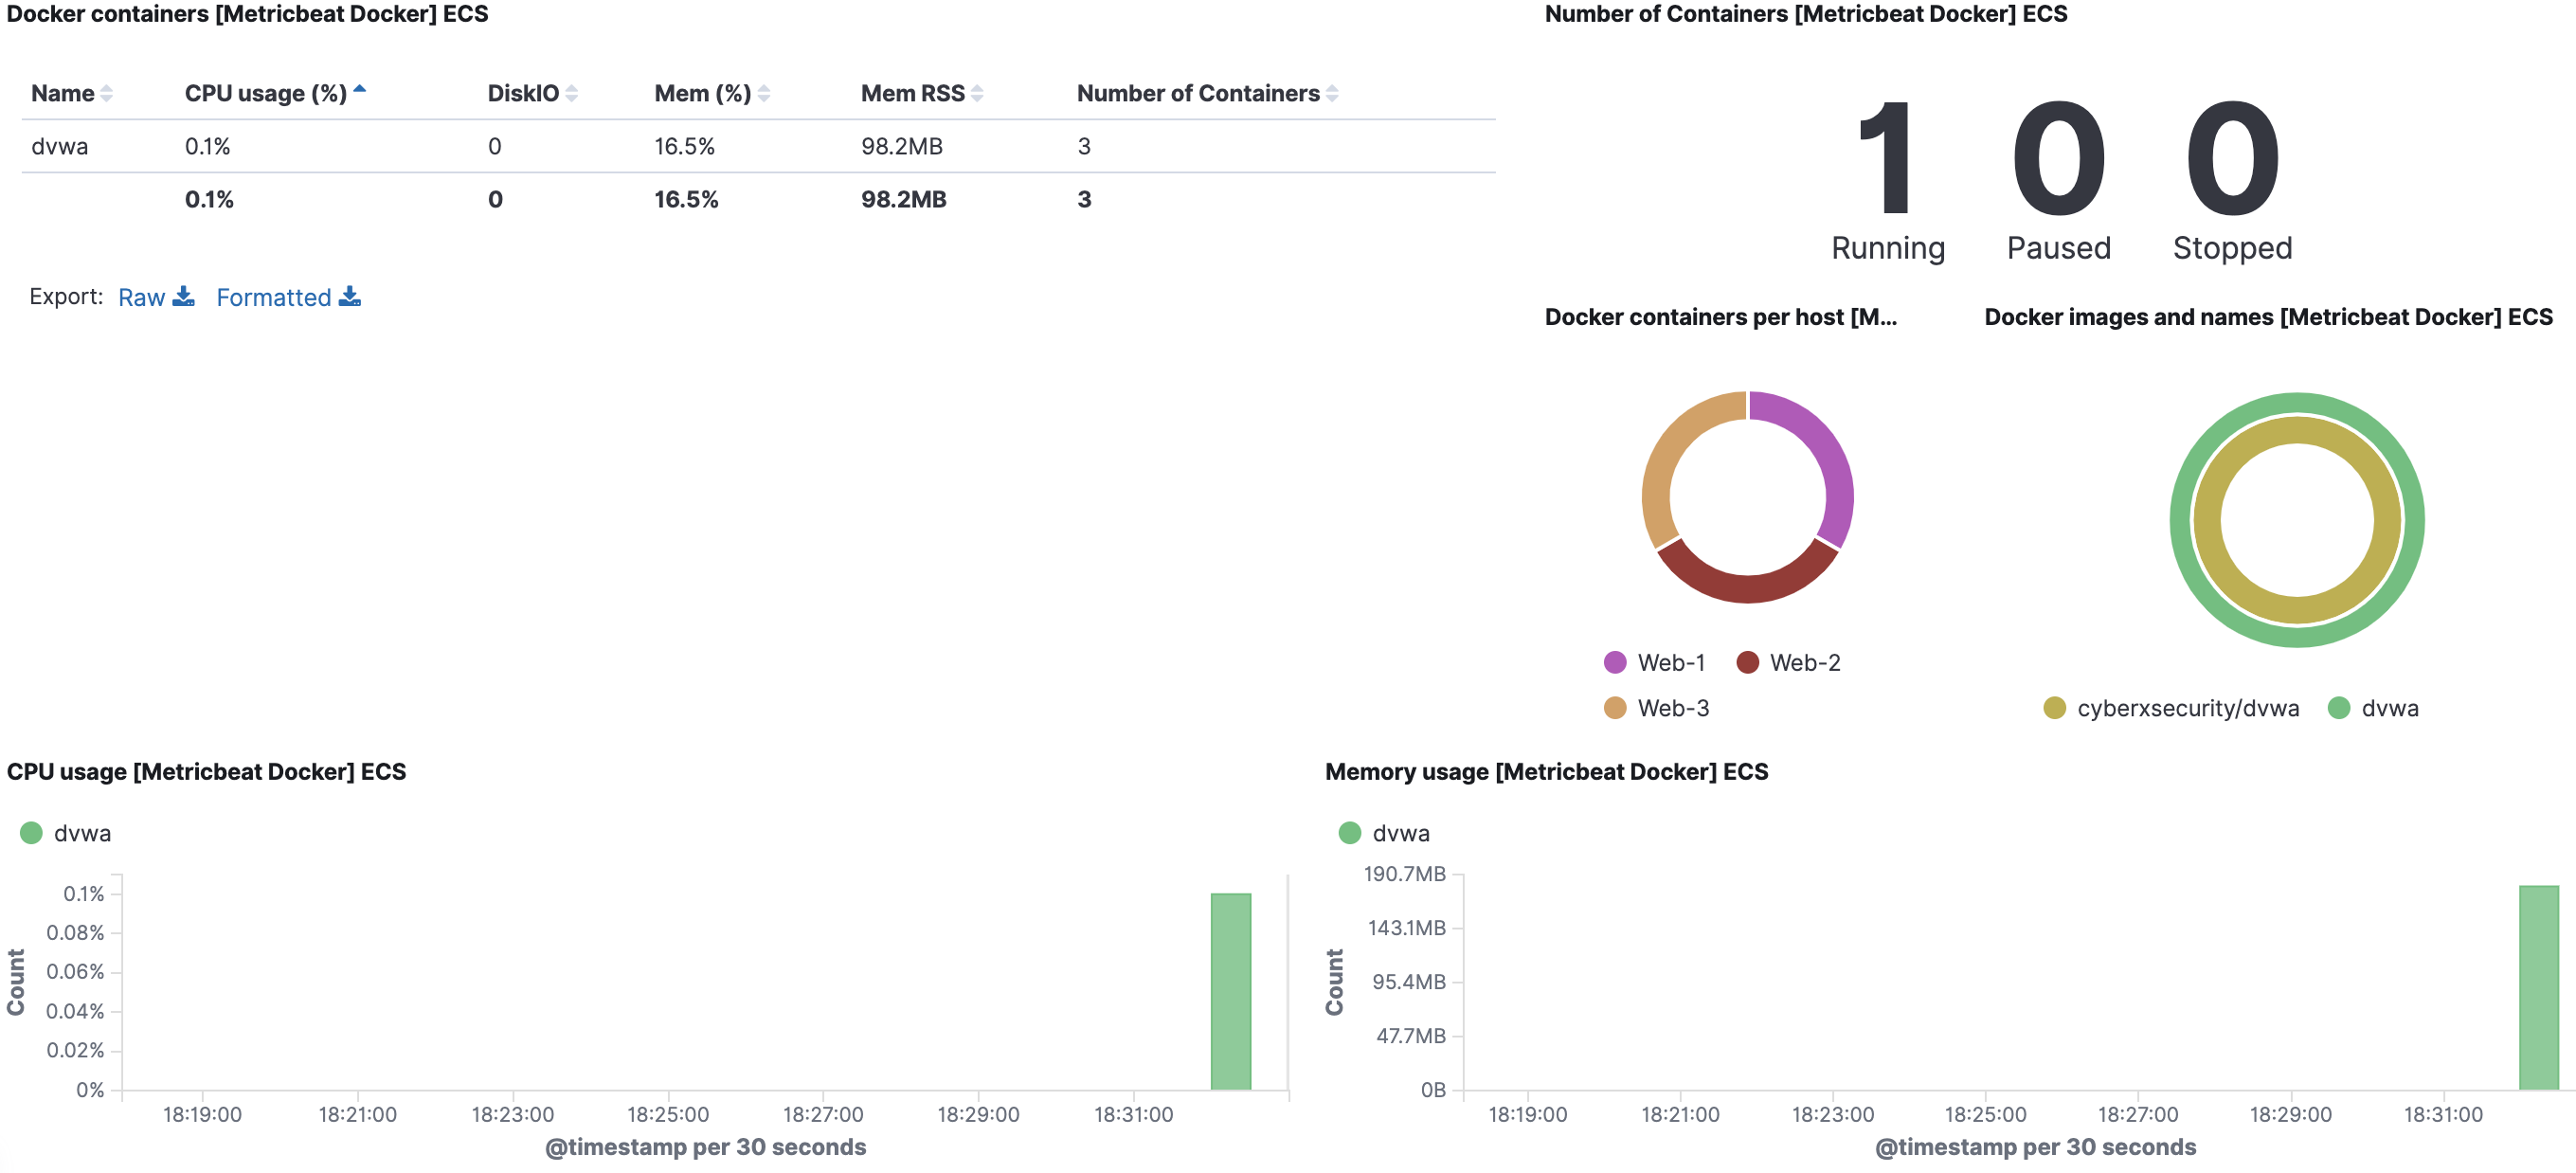 Docker containers [Metricbeat Docker] ECS
Name CPU usage (%) DiskIO Mem (%) Mem RSS Number of Containers
dvwa 0.1% 0 16.5% 98.2MB 3
0.1% 0 16.5% 98.2MB 3
Export: Raw Formatted
Number of Containers [Metricbeat Docker] ECS
1 0 0
Running Paused Stopped
Docker containers per host [M...
Web-1 Web-2
Web-3
Docker images and names [Metricbeat Docker] ECS
cyberxsecurity/dvwa dvwa
CPU usage [Metricbeat Docker] ECS
dvwa
Count
0.1%
0.08%
0.06%
0.04%
0.02%
0%
18:19:00 18:21:00 18:23:00 18:25:00 18:27:00 18:29:00 18:31:00
@timestamp per 30 seconds
Memory usage [Metricbeat Docker] ECS
dvwa
Count
190.7MB
143.1MB
95.4MB
47.7MB
0B
18:19:00 18:21:00 18:23:00 18:25:00 18:27:00 18:29:00 18:31:00
@timestamp per 30 seconds